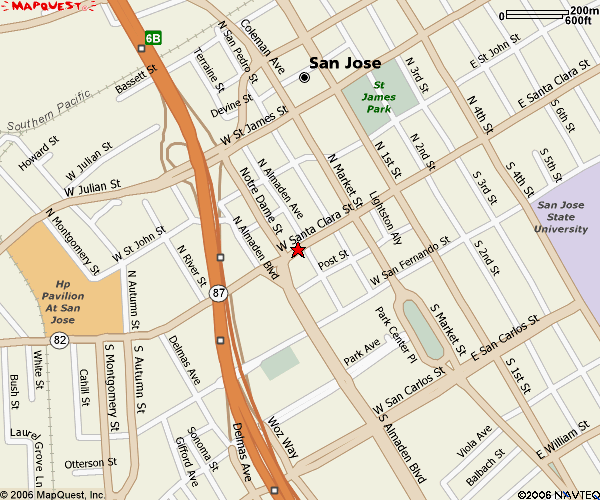 MAPQUEST
6B
N San Pedro St
Coleman Ave
Terraine St
Bassett St
San Jose
0 200m
600ft
E St John St
St
James
Park
N 3rd St
E Santa Clara St
N 4th St
S 6th St
Devine St
Southern Pacific
W St James St
Howard St
W Julian St
W Julian St
N Almaden Ave
Notre Dame St
N Market St
N 1st St
N 2nd St
S 5th St
S 4th St
S 3rd St
San Jose
State
University
N Montgomery St
W St John St
N Almaden Blvd
W Santa Clara St
Lightston Aly
Post St
W San Fernando St
S 2nd St
N River St
Hp
Pavilion
At San
Jose
N Autumn St
87
82
Park Center Pl
S Market St
E San Carlos St
White St
Bush St
Cahill St
S Montgomery St
S Autumn St
Delmas Ave
Park Ave
W San Carlos St
S 1st St
Laurel Grove Ln
Otterson St
Gifford Ave
Sonoma St
Delmas Ave
Woz Way
S Almaden Blvd
Viola Ave
Balbach St
E William St
© 2006 MapQuest, Inc.
©2006 NAVTEQ